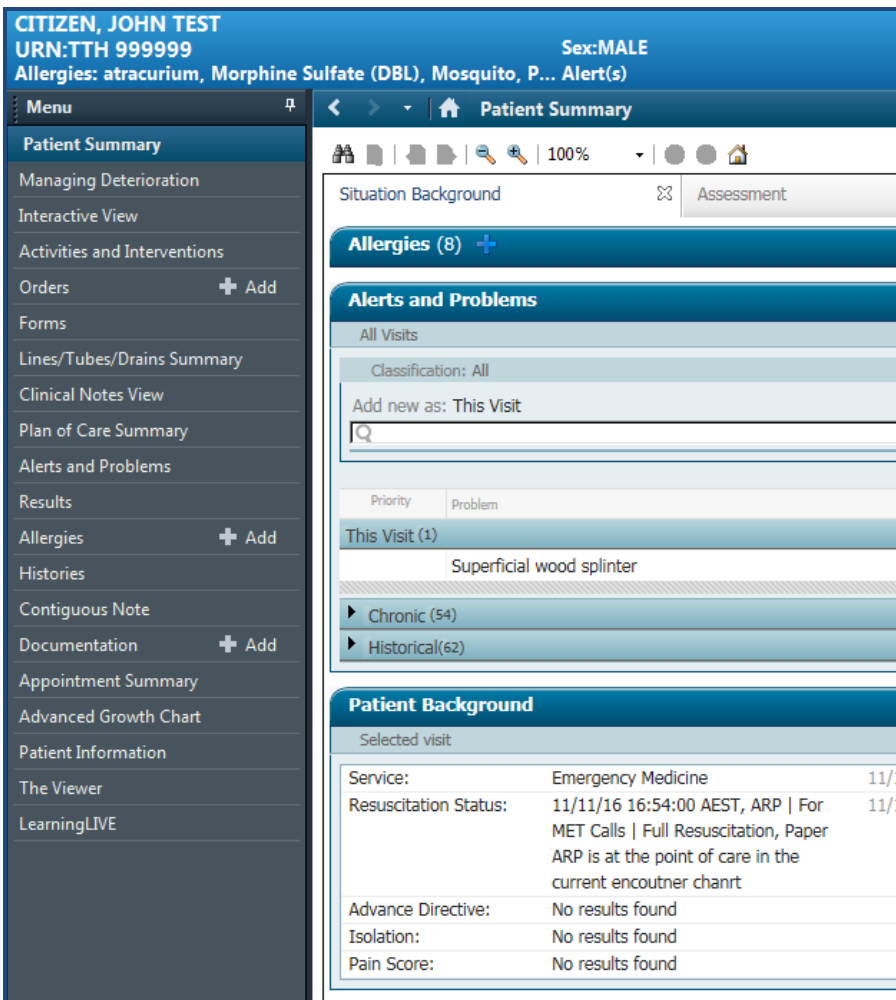 CITIZEN, JOHN TEST
URN:TTH 999999
Sex:MALE
Allergies: atracurium, Morphine Sulfate (DBL), Mosquito, P... Alert(s)
Menu
Patient Summary
Managing Deterioration
Interactive View
Activities and Interventions
Orders Add
Forms
Lines/Tubes/Drains Summary
Clinical Notes View
Plan of Care Summary
Alerts and Problems
Results
Allergies Add
Histories
Contiguous Note
Documentation Add
Appointment Summary
Advanced Growth Chart
Patient Information
The Viewer
LearningLIVE
Patient Summary
100%
Situation Background
Assessment
Allergies (8)
Alerts and Problems
All Visits
Classification: All
Add new as: This Visit
Priority Problem
This Visit (1)
Superficial wood splinter
Chronic (54)
Historical(62)
Patient Background
Selected visit
Service: Emergency Medicine
Resuscitation Status: 11/11/16 16:54:00 AEST, ARP | For
MET Calls | Full Resuscitation, Paper
ARP is at the point of care in the
current encoutner chanrt
Advance Directive: No results found
Isolation: No results found
Pain Score: No results found